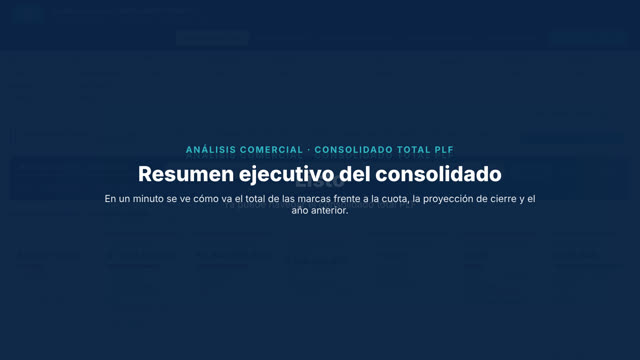 ANÁLISIS COMERCIAL · CONSOLIDADO TOTAL PLF
Resumen ejecutivo del consolidado
Listo
En un minuto se ve cómo va el total de las marcas frente a la cuota, la proyección de cierre y el
año anterior.